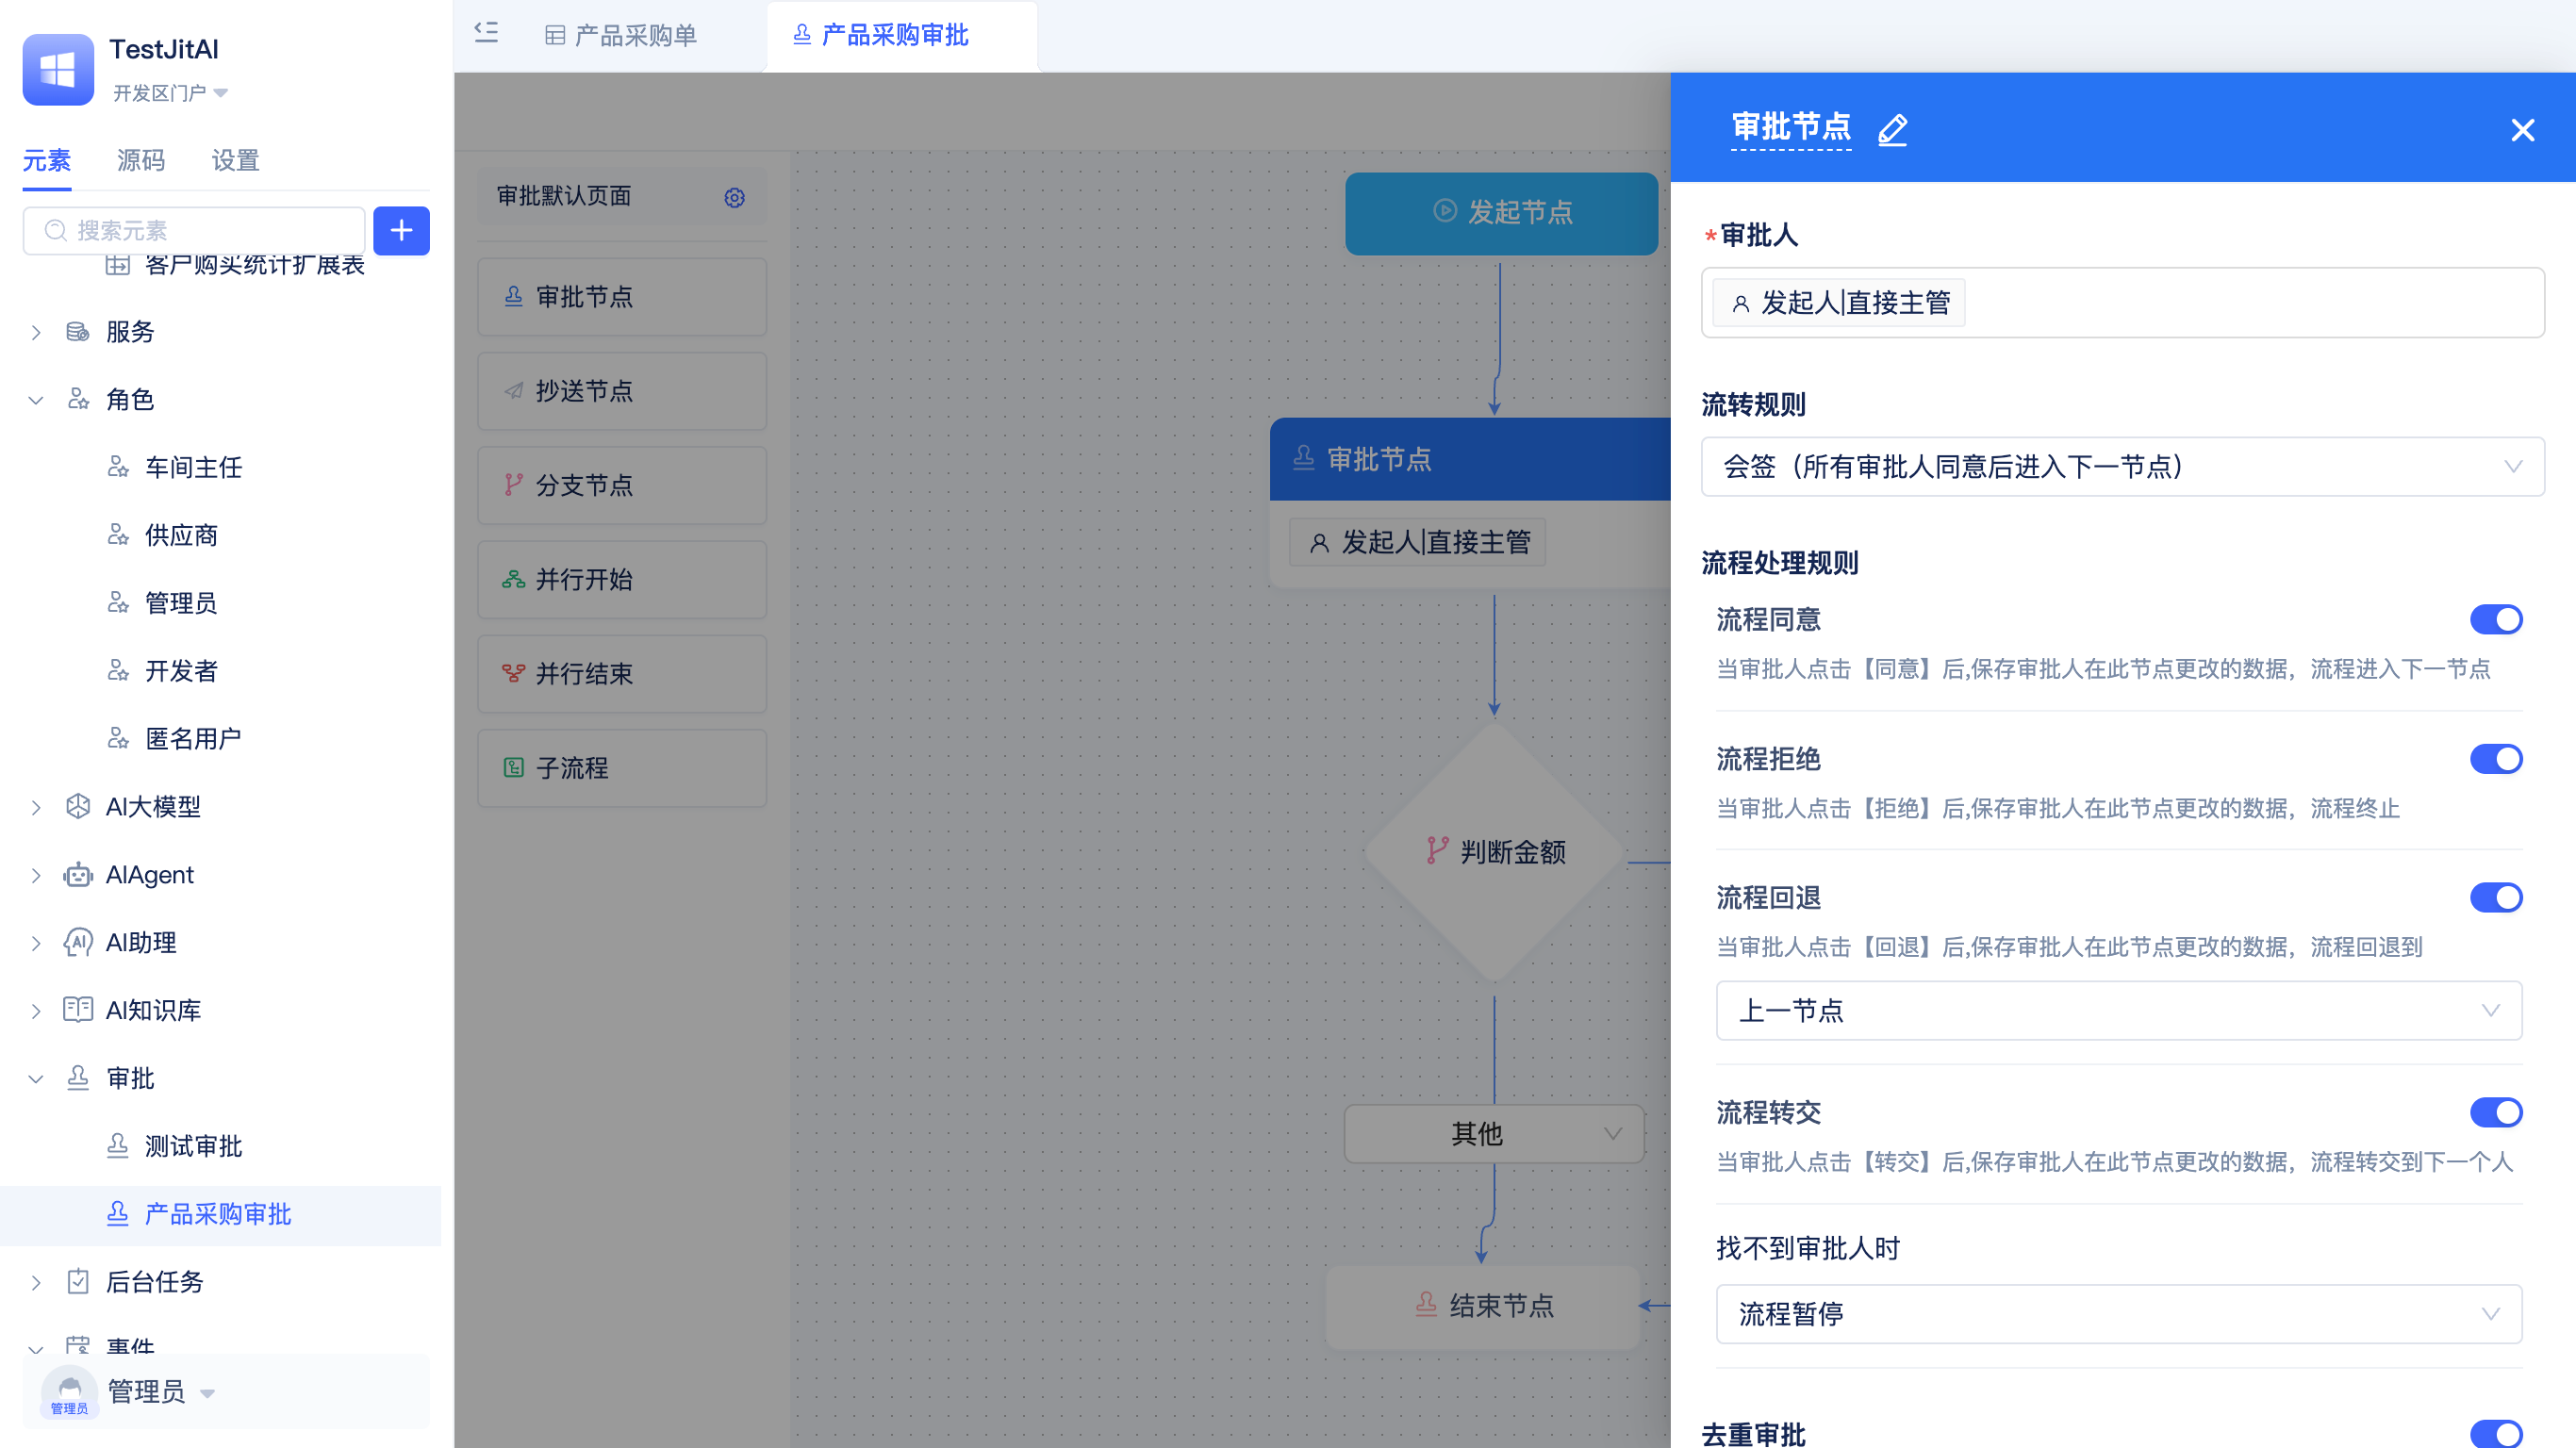 TestJitAI
开发区门户
元素 源码 设置
搜索元素
客户购买统计扩展表
服务
角色
车间主任
供应商
管理员
开发者
匿名用户
AI大模型
AIAgent
AI助理
AI知识库
审批
测试审批
产品采购审批
后台任务
事件
管理员
管理员
产品采购单
产品采购审批
审批默认页面
审批节点
抄送节点
分支节点
并行开始
并行结束
子流程
发起节点
审批节点
发起人|直接主管
判断金额
其他
结束节点
审批节点
*审批人
发起人|直接主管
流转规则
会签（所有审批人同意后进入下一节点）
流程处理规则
流程同意
当审批人点击【同意】后,保存审批人在此节点更改的数据，流程进入下一节点
流程拒绝
当审批人点击【拒绝】后,保存审批人在此节点更改的数据，流程终止
流程回退
当审批人点击【回退】后,保存审批人在此节点更改的数据，流程回退到
上一节点
流程转交
当审批人点击【转交】后,保存审批人在此节点更改的数据，流程转交到下一个人
找不到审批人时
流程暂停
去重审批